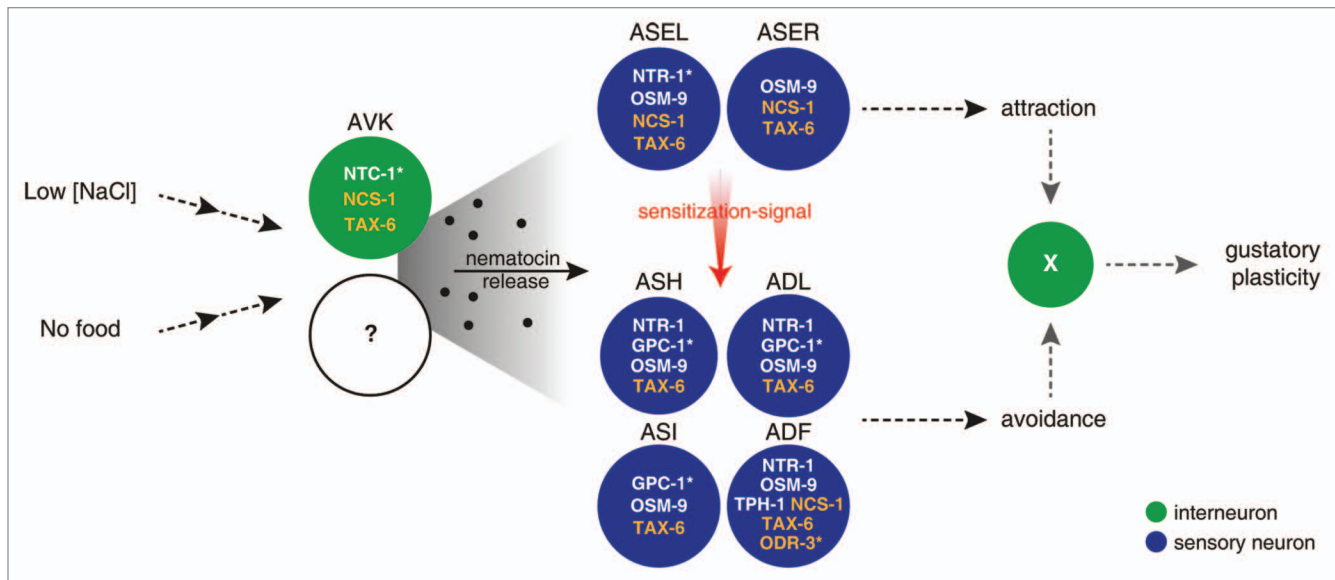 ASEL
NTR-1*
OSM-9
NCS-1
TAX-6
ASER
OSM-9
NCS-1
TAX-6
attraction
AVK
NTC-1*
NCS-1
TAX-6
Low [NaCl]
No food
?
nematocin
release
sensitization-signal
ASH
NTR-1
GPC-1*
OSM-9
TAX-6
ADL
NTR-1
GPC-1*
OSM-9
TAX-6
ASI
GPC-1*
OSM-9
TAX-6
ADF
NTR-1
OSM-9
TPH-1 NCS-1
TAX-6
ODR-3*
avoidance
X
gustatory
plasticity
interneuron
sensory neuron